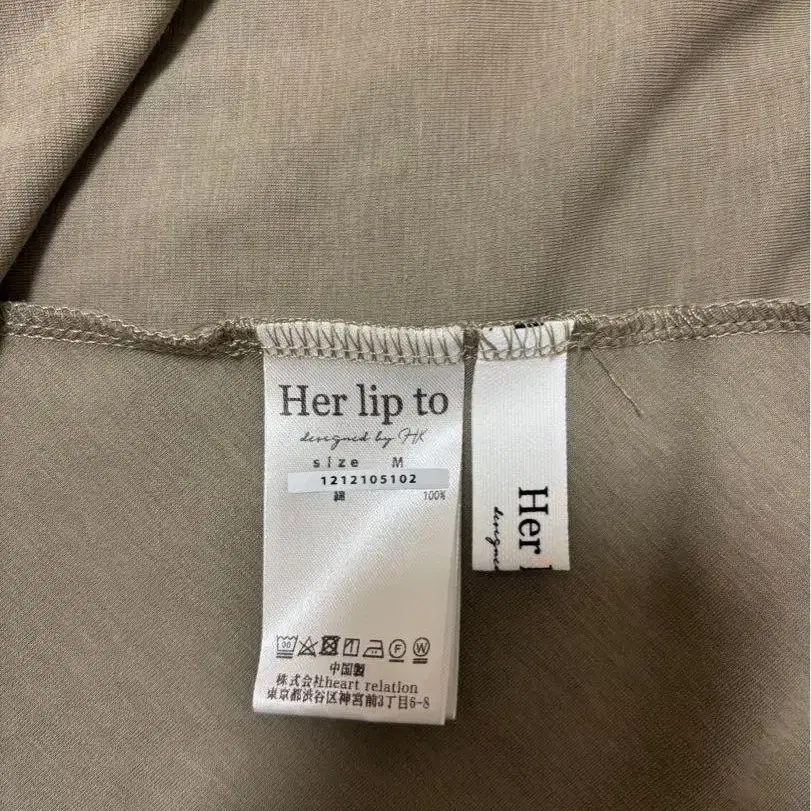 Her lip to
designed by HK
size M
1212105102
綿 100%
30
F W
中国製
株式会社heart relation
東京都渋谷区神宮前3丁目6-8
Her